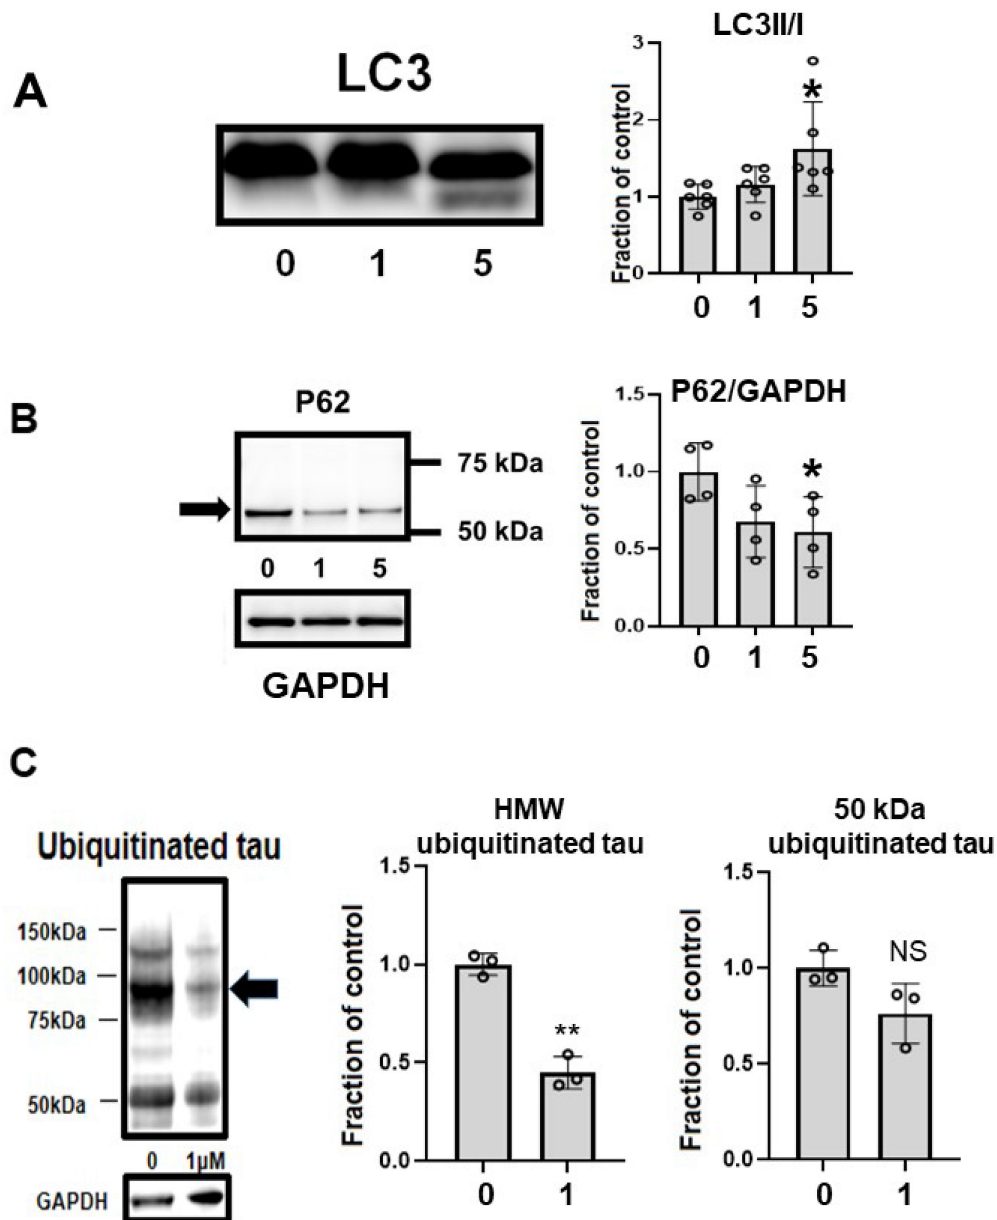 A
LC3
0 1 5
LC3II/I
Fraction of control
3
2
1
0
0 1 5
*
B
P62
75 kDa
50 kDa
0 1 5
GAPDH
P62/GAPDH
Fraction of control
1.5
1.0
0.5
0.0
0 1 5
*
C
Ubiquitinated tau
150kDa
100kDa
75kDa
50kDa
0 1µM
GAPDH
HMW
ubiquitinated tau
Fraction of control
1.5
1.0
0.5
0.0
0 1
**
50 kDa
ubiquitinated tau
Fraction of control
1.5
1.0
0.5
0.0
0 1
NS